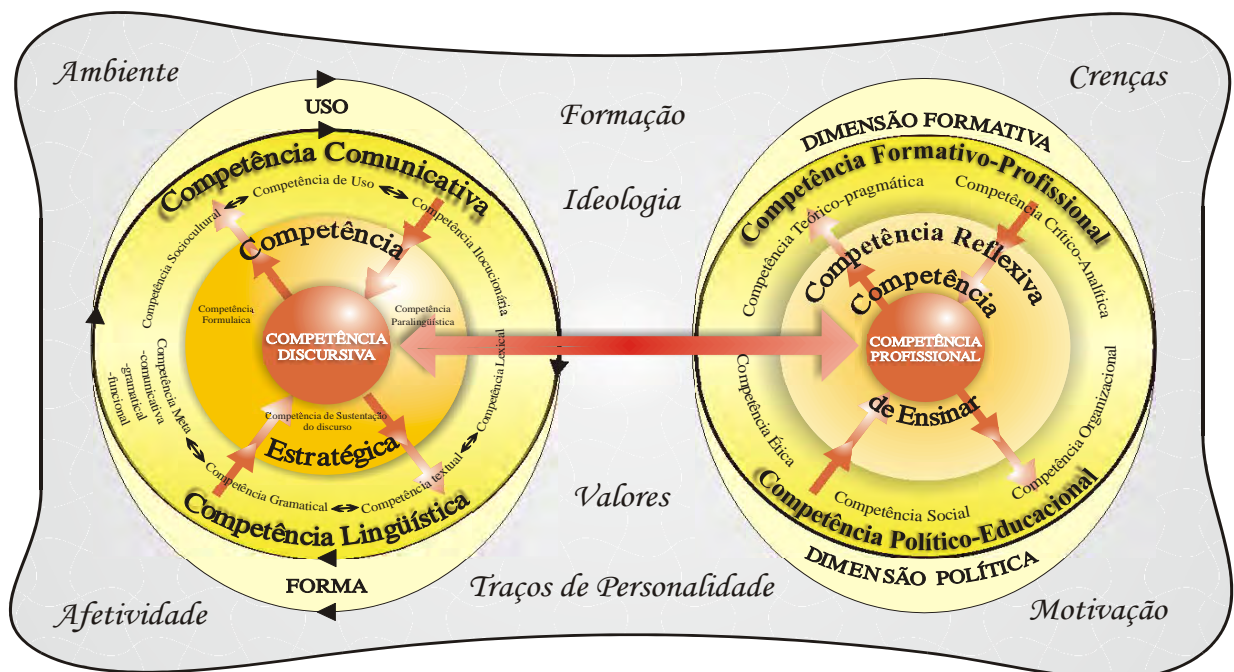 Ambiente
Crenças
Formação
Ideologia
Valores
Traços de Personalidade
Afetividade
Motivação
USO
Competência Comunicativa
Competência de Uso
Competência Sociocultural
Competência Ilocucionária
Competência
Competência
Formulaica
Competência
Paralingüística
COMPETÊNCIA
DISCURSIVA
Competência Lexical
Competência Meta
-comunicativa
-gramatical
-funcional
Competência de Sustentação
do discurso
Estratégica
Competência Gramatical
Competência textual
Competência Lingüística
FORMA
DIMENSÃO FORMATIVA
Competência Formativo-Profissional
Competência Teórico-pragmática
Competência Crítico-Analítica
Competência Reflexiva
Competência
COMPETÊNCIA
PROFISSIONAL
de Ensinar
Competência Ética
Competência Organizacional
Competência Social
Competência Político-Educacional
DIMENSÃO POLÍTICA